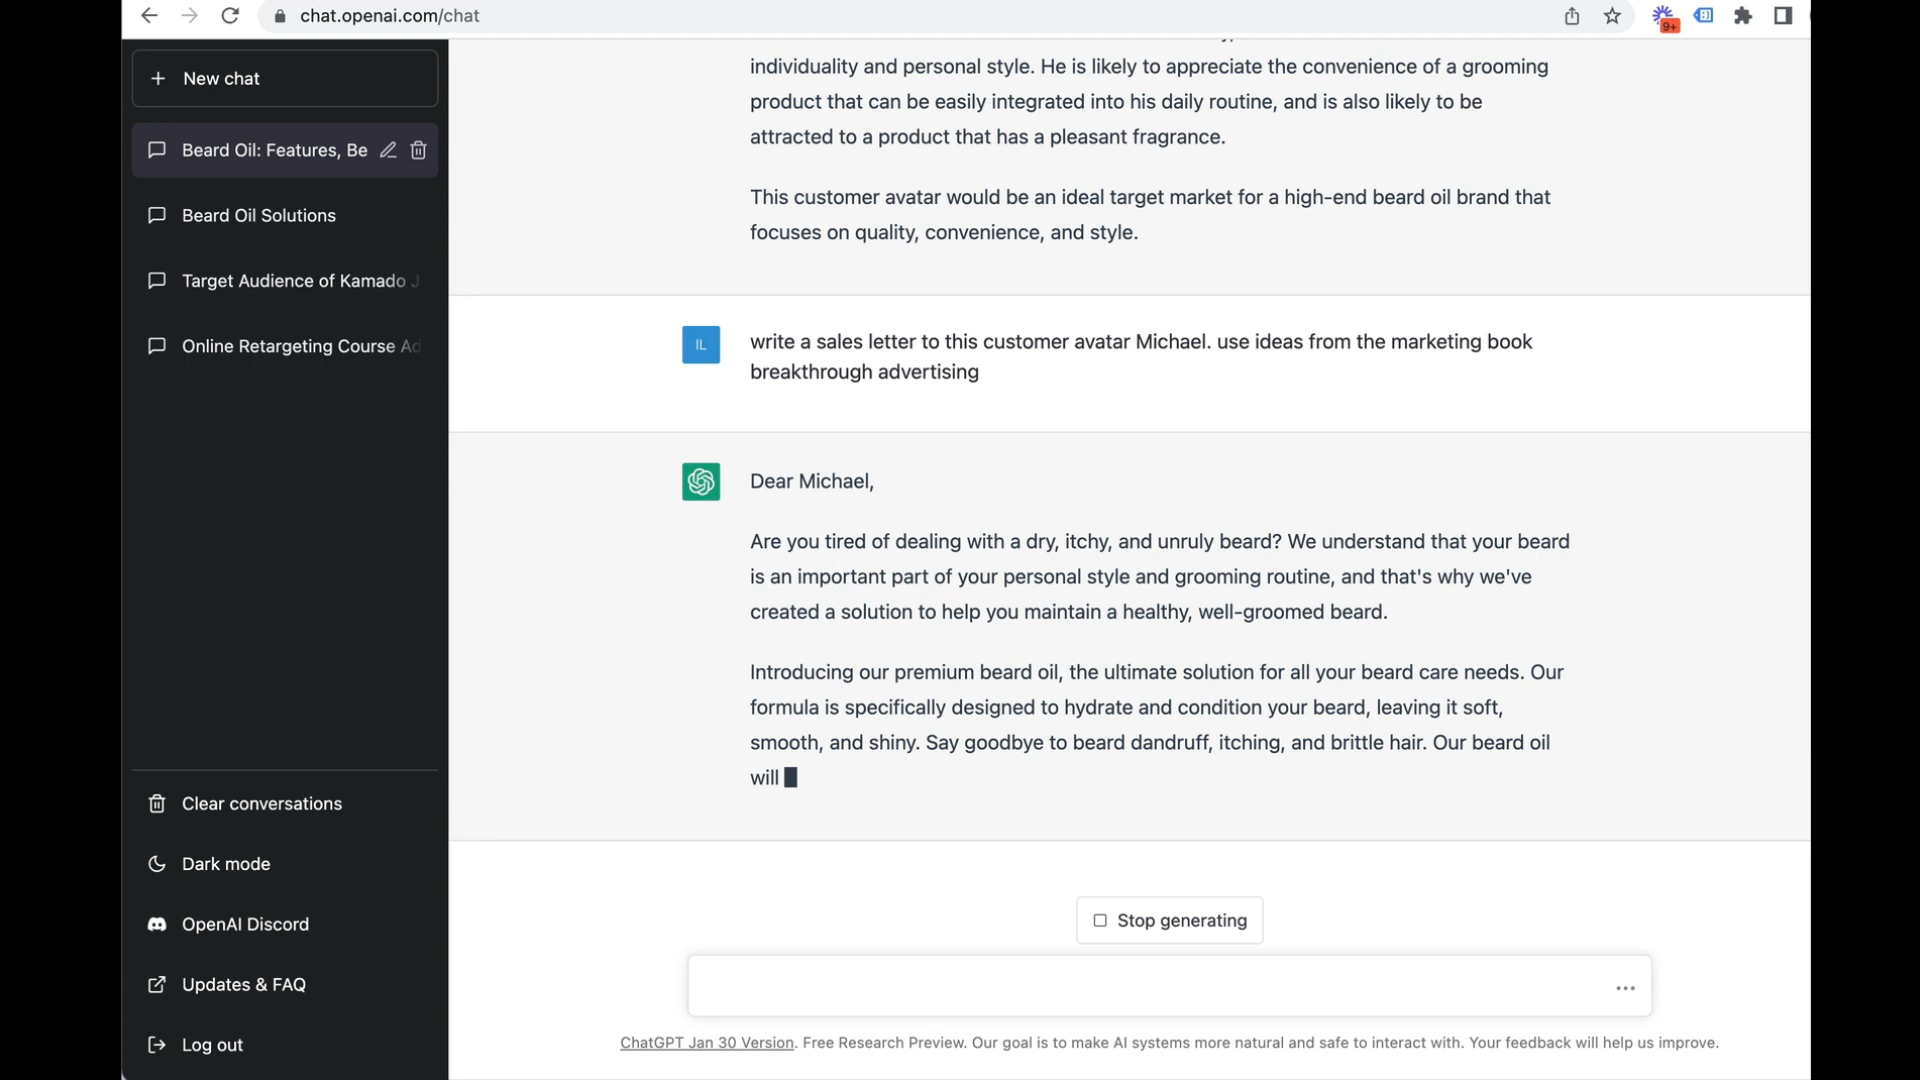 chat.openai.com/chat
9+
New chat
Beard Oil: Features, Be
Beard Oil Solutions
Target Audience of Kamado J
Online Retargeting Course Ad
Clear conversations
Dark mode
OpenAI Discord
Updates & FAQ
Log out
individuality and personal style. He is likely to appreciate the convenience of a grooming
product that can be easily integrated into his daily routine, and is also likely to be
attracted to a product that has a pleasant fragrance.
This customer avatar would be an ideal target market for a high-end beard oil brand that
focuses on quality, convenience, and style.
IL
write a sales letter to this customer avatar Michael. use ideas from the marketing book
breakthrough advertising
Dear Michael,
Are you tired of dealing with a dry, itchy, and unruly beard? We understand that your beard
is an important part of your personal style and grooming routine, and that's why we've
created a solution to help you maintain a healthy, well-groomed beard.
Introducing our premium beard oil, the ultimate solution for all your beard care needs. Our
formula is specifically designed to hydrate and condition your beard, leaving it soft,
smooth, and shiny. Say goodbye to beard dandruff, itching, and brittle hair. Our beard oil
will
Stop generating
ChatGPT Jan 30 Version. Free Research Preview. Our goal is to make AI systems more natural and safe to interact with. Your feedback will help us improve.